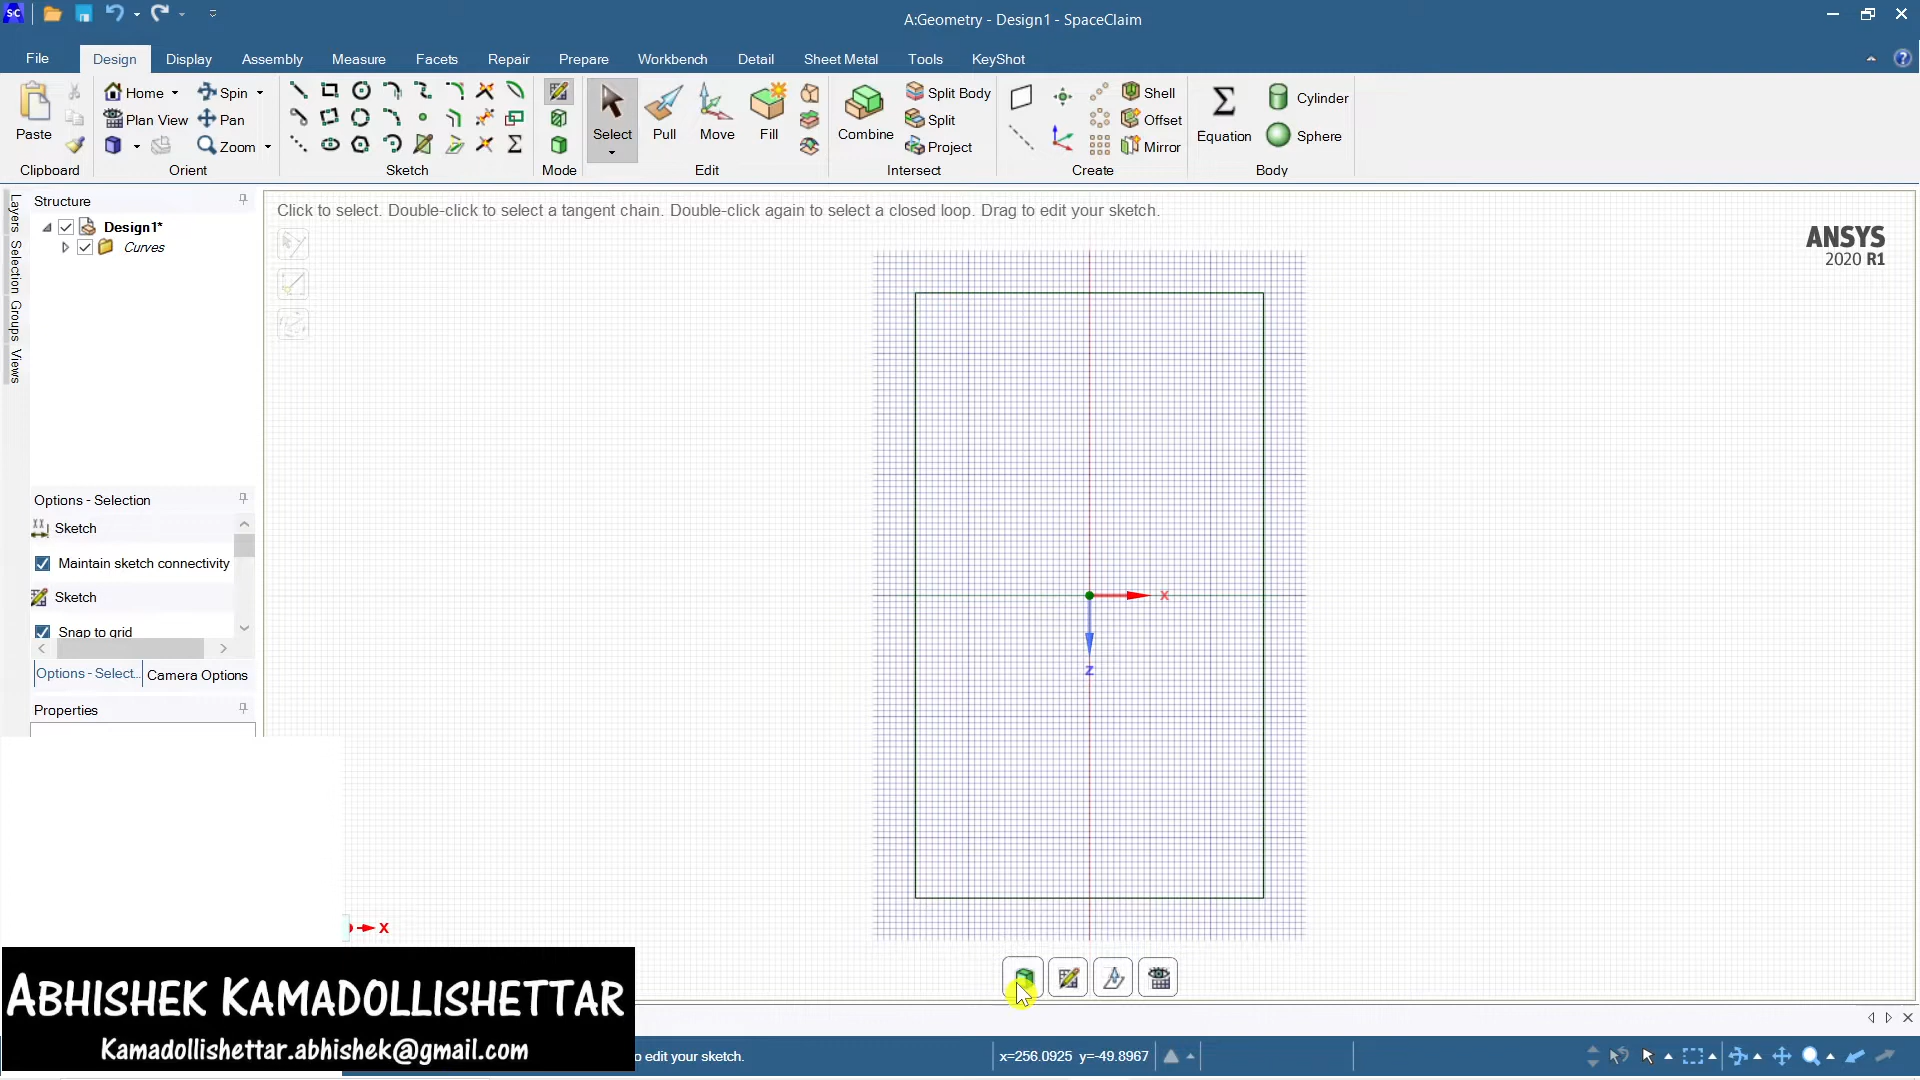 SC
A:Geometry - Design1 - SpaceClaim
File
Design
Display
Assembly
Measure
Facets
Repair
Prepare
Workbench
Detail
Sheet Metal
Tools
KeyShot
Paste
Clipboard
Home
Spin
Plan View
Pan
Zoom
Orient
Sketch
Mode
Select
Pull
Move
Fill
Edit
Combine
Split Body
Split
Project
Intersect
Shell
Offset
Mirror
Create
Equation
Cylinder
Sphere
Body
Layers
Selection
Groups
Views
Structure
Design1*
Curves
Click to select. Double-click to select a tangent chain. Double-click again to select a closed loop. Drag to edit your sketch.
ANSYS
2020 R1
Options - Selection
Sketch
Maintain sketch connectivity
Sketch
Snap to grid
Options - Select...
Camera Options
Properties
X
Z
X
ABHISHEK KAMADOLLISHETTAR
Kamadollishettar.abhishek@gmail.com
o edit your sketch.
x=256.0925 y=-49.8967